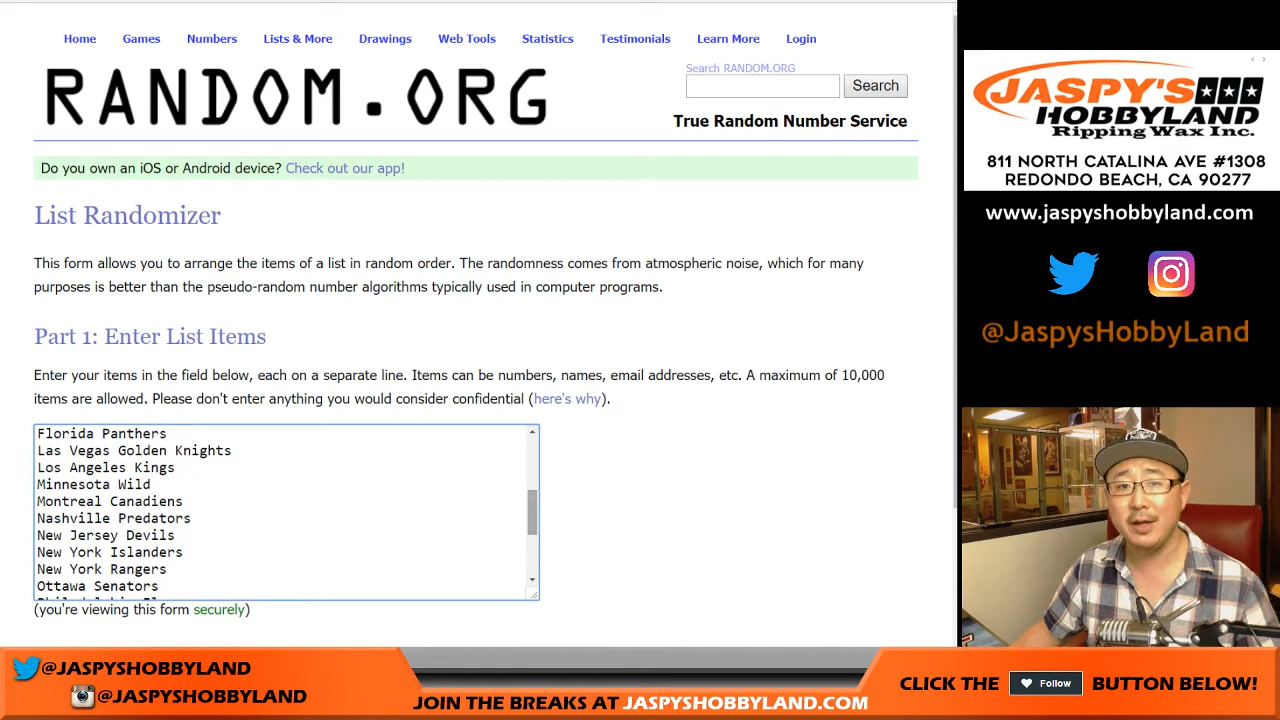 Home Games Numbers Lists & More Drawings Web Tools Statistics Testimonials Learn More Login
RANDOM.ORG
Search RANDOM.ORG
Search
True Random Number Service
Do you own an iOS or Android device? Check out our app!
List Randomizer
This form allows you to arrange the items of a list in random order. The randomness comes from atmospheric noise, which for many
purposes is better than the pseudo-random number algorithms typically used in computer programs.
Part 1: Enter List Items
Enter your items in the field below, each on a separate line. Items can be numbers, names, email addresses, etc. A maximum of 10,000
items are allowed. Please don't enter anything you would consider confidential (here's why).
Florida Panthers
Las Vegas Golden Knights
Los Angeles Kings
Minnesota Wild
Montreal Canadiens
Nashville Predators
New Jersey Devils
New York Islanders
New York Rangers
Ottawa Senators
(you're viewing this form securely)
JASPY'S
HOBBYLAND
Ripping Wax Inc.
811 NORTH CATALINA AVE #1308
REDONDO BEACH, CA 90277
www.jaspyshobbyland.com
@JaspysHobbyLand
@JASPYSHOBBYLAND
@JASPYSHOBBYLAND
JOIN THE BREAKS AT JASPYSHOBBYLAND.COM
CLICK THE Follow BUTTON BELOW!